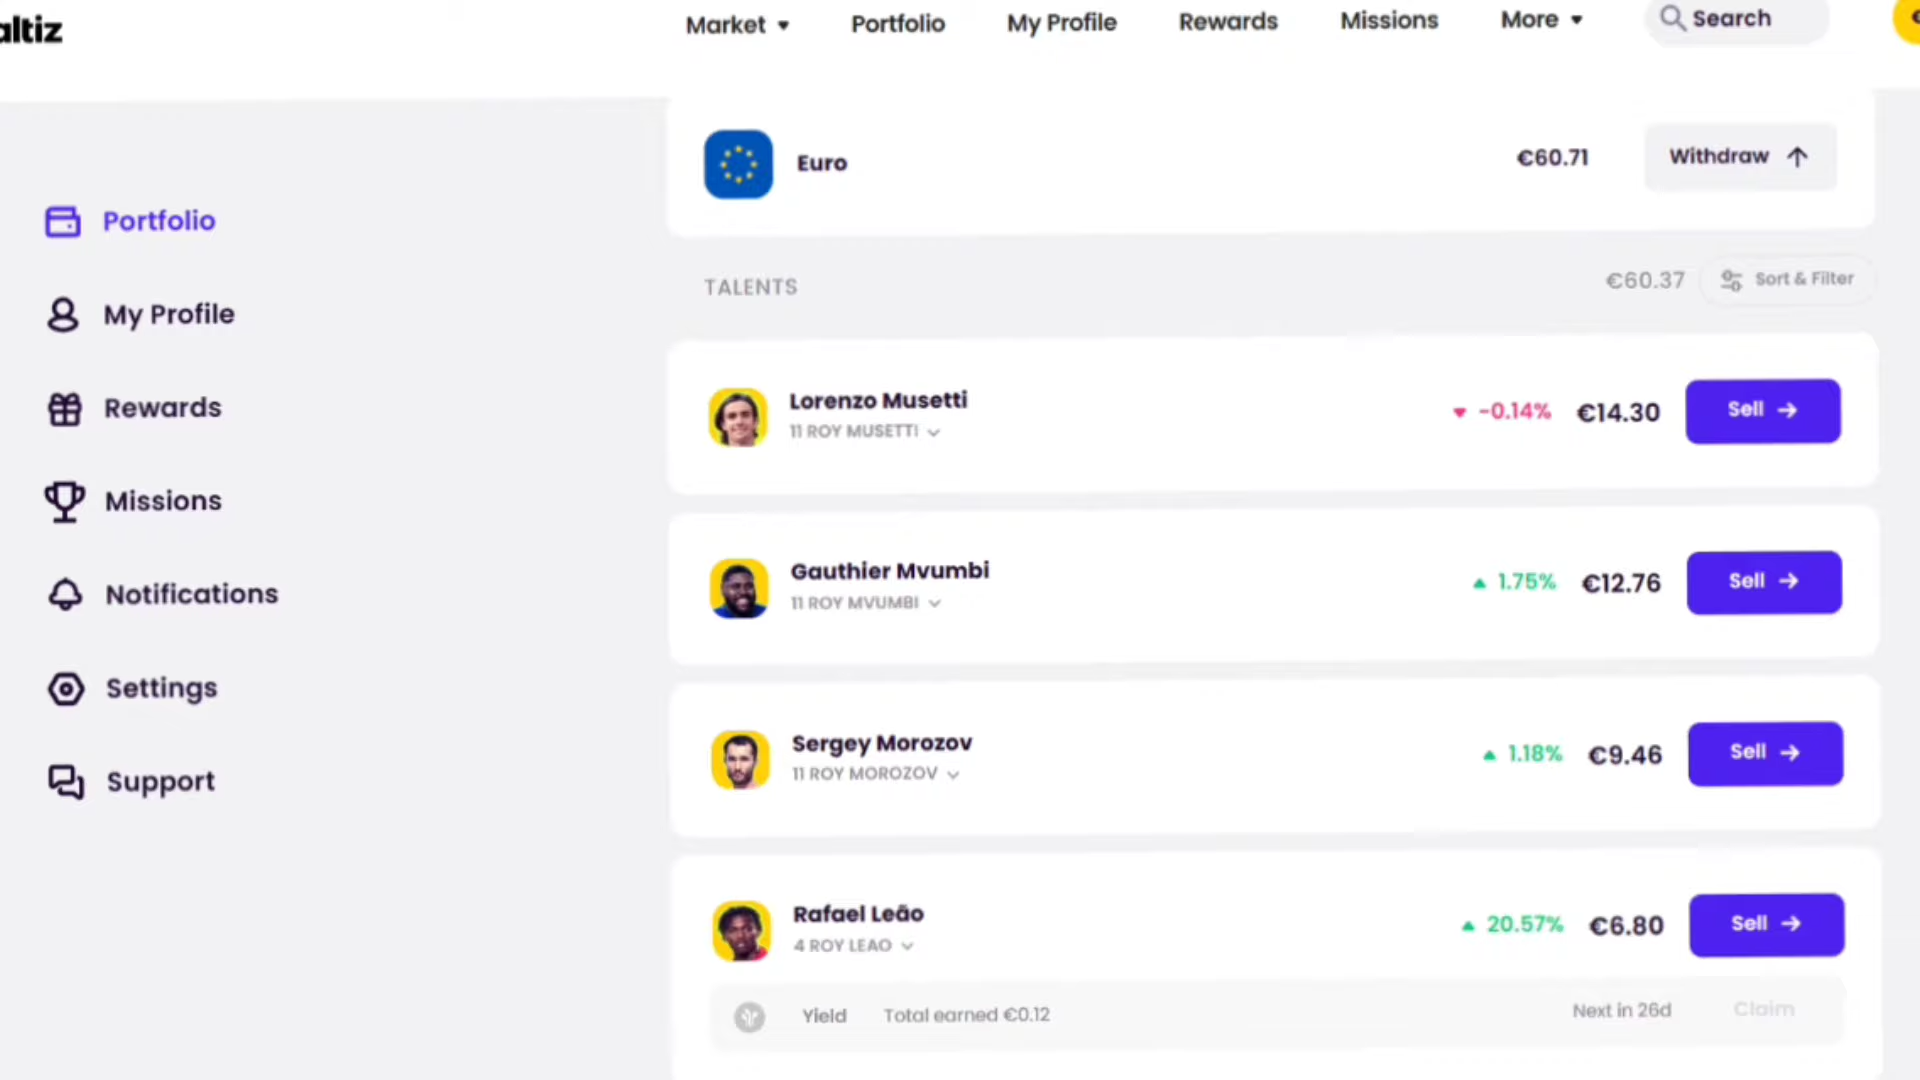 altiz
Market
Portfolio
My Profile
Rewards
Missions
More
Search
Portfolio
My Profile
Rewards
Missions
Notifications
Settings
Support
Euro
€60.71
Withdraw
TALENTS
€60.37
Sort & Filter
Lorenzo Musetti
11 ROY MUSETTI
-0.14%
€14.30
Sell
Gauthier Mvumbi
11 ROY MVUMBI
1.75%
€12.76
Sell
Sergey Morozov
11 ROY MOROZOV
1.18%
€9.46
Sell
Rafael Leão
4 ROY LEAO
20.57%
€6.80
Sell
Yield
Total earned €0.12
Next in 26d
Claim